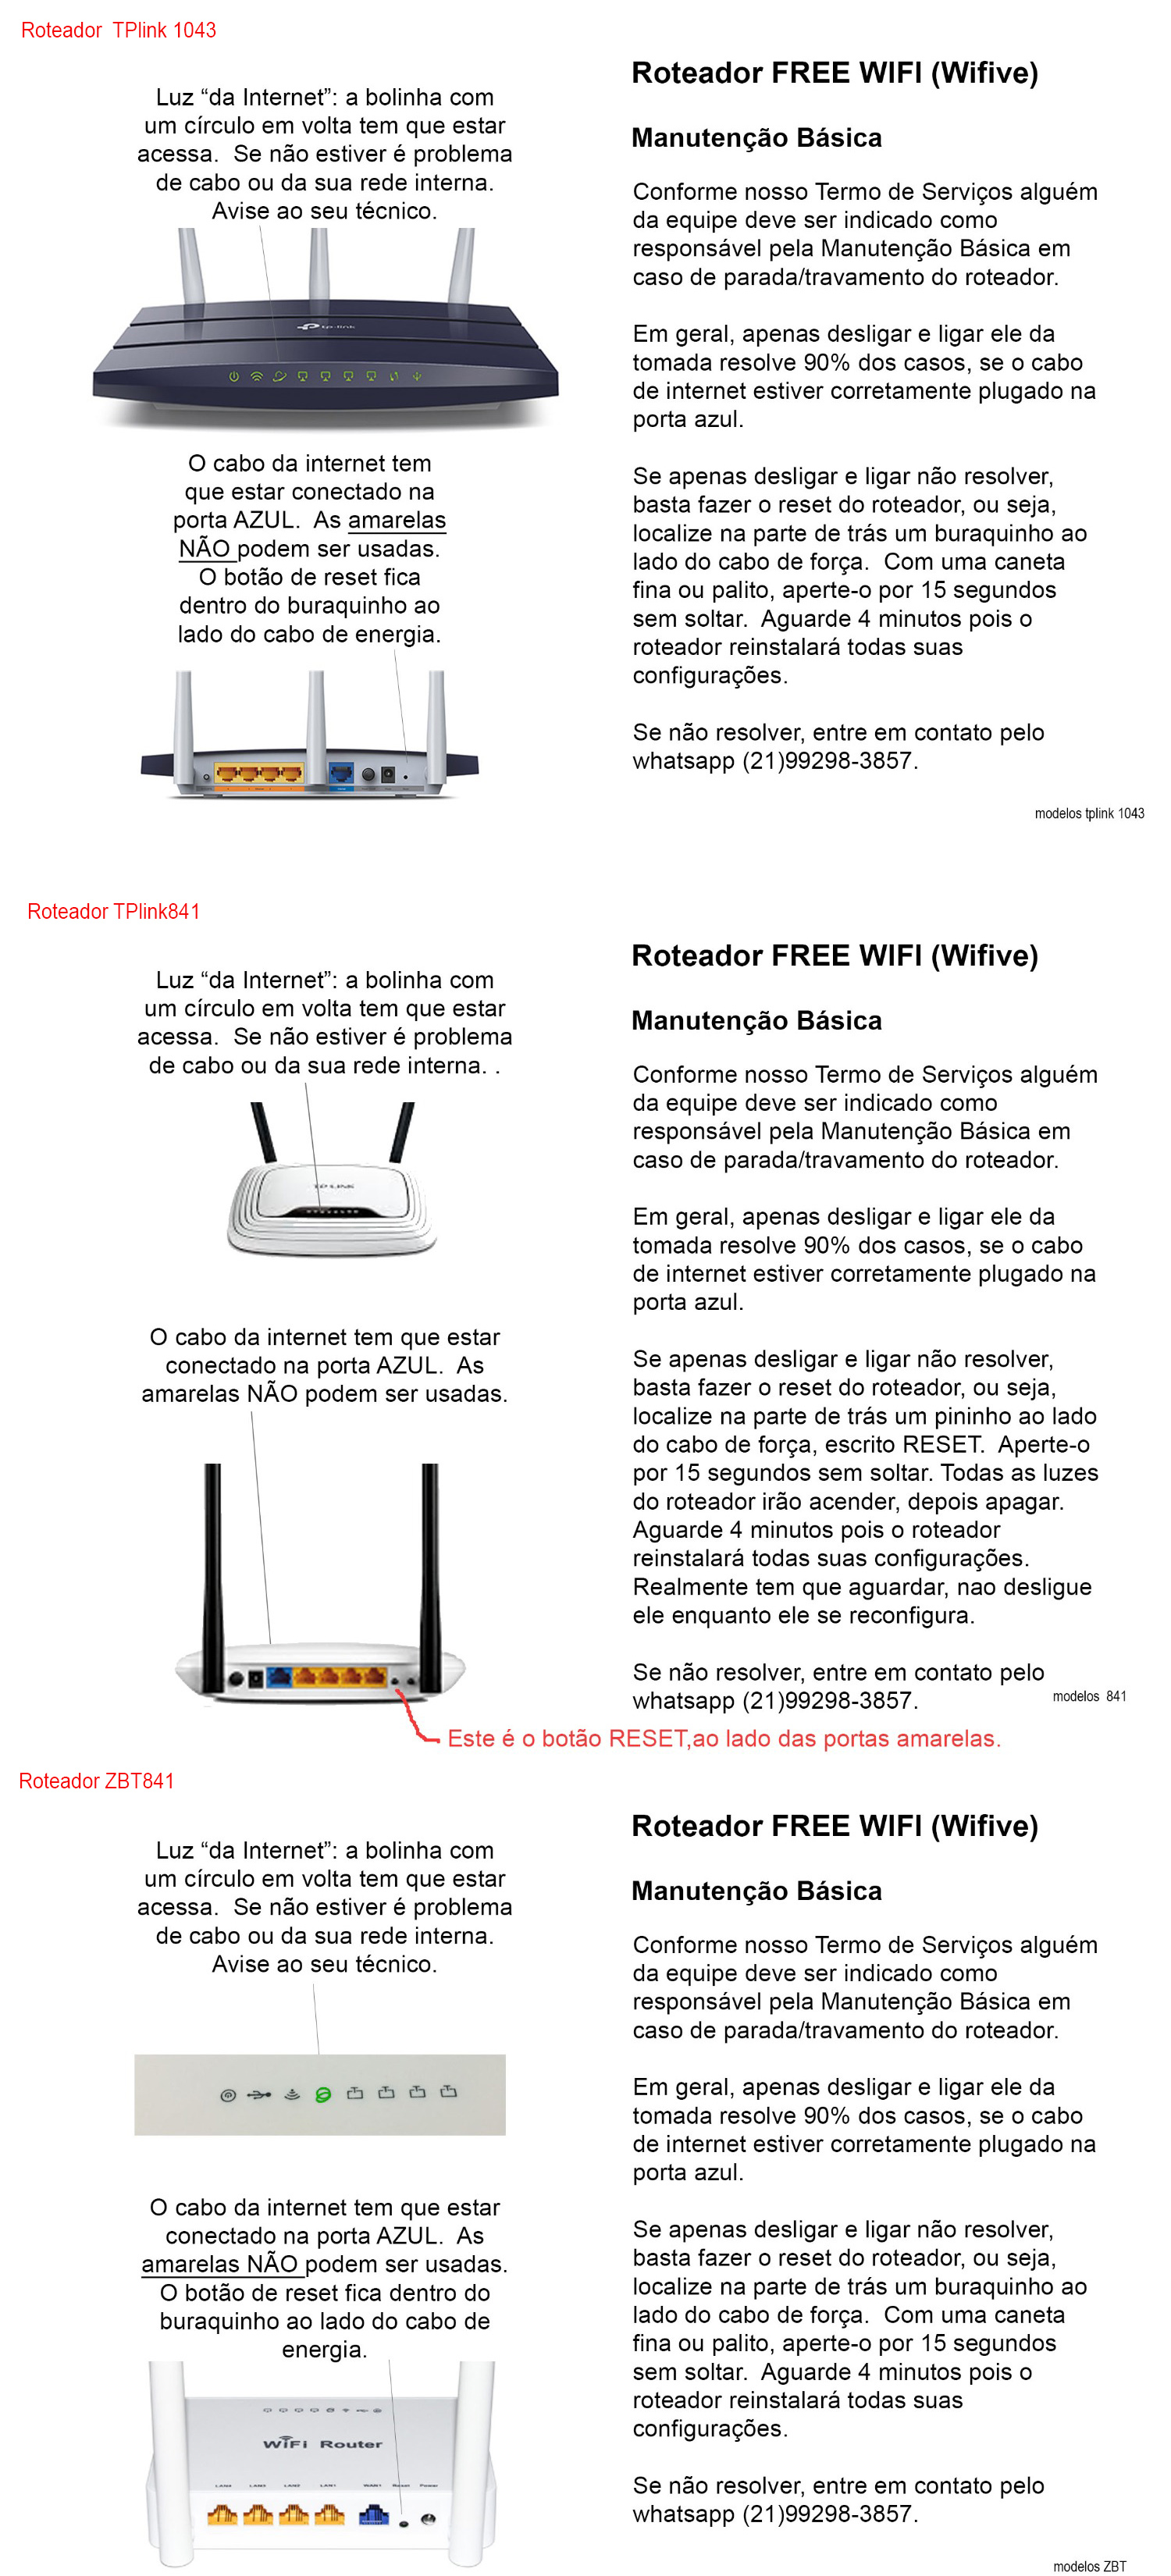 Roteador  TPlink 1043
Luz “da Internet”: a bolinha com
um círculo em volta tem que estar
acessa.  Se não estiver é problema
de cabo ou da sua rede interna.
Avise ao seu técnico.
tp-link
O cabo da internet tem
que estar conectado na
porta AZUL.  As amarelas
NÃO podem ser usadas.
O botão de reset fica
dentro do buraquinho ao
lado do cabo de energia.
Roteador FREE WIFI (Wifive)
Manutenção Básica
Conforme nosso Termo de Serviços alguém
da equipe deve ser indicado como
responsável pela Manutenção Básica em
caso de parada/travamento do roteador.
Em geral, apenas desligar e ligar ele da
tomada resolve 90% dos casos, se o cabo
de internet estiver corretamente plugado na
porta azul.
Se apenas desligar e ligar não resolver,
basta fazer o reset do roteador, ou seja,
localize na parte de trás um buraquinho ao
lado do cabo de força.  Com uma caneta
fina ou palito, aperte-o por 15 segundos
sem soltar.  Aguarde 4 minutos pois o
roteador reinstalará todas suas
configurações.
Se não resolver, entre em contato pelo
whatsapp (21)99298-3857.
modelos tplink 1043
Roteador TPlink841
Luz “da Internet”: a bolinha com
um círculo em volta tem que estar
acessa.  Se não estiver é problema
de cabo ou da sua rede interna. .
TP-LINK
O cabo da internet tem que estar
conectado na porta AZUL.  As
amarelas NÃO podem ser usadas.
Roteador FREE WIFI (Wifive)
Manutenção Básica
Conforme nosso Termo de Serviços alguém
da equipe deve ser indicado como
responsável pela Manutenção Básica em
caso de parada/travamento do roteador.
Em geral, apenas desligar e ligar ele da
tomada resolve 90% dos casos, se o cabo
de internet estiver corretamente plugado na
porta azul.
Se apenas desligar e ligar não resolver,
basta fazer o reset do roteador, ou seja,
localize na parte de trás um pininho ao lado
do cabo de força, escrito RESET.  Aperte-o
por 15 segundos sem soltar. Todas as luzes
do roteador irão acender, depois apagar.
Aguarde 4 minutos pois o roteador
reinstalará todas suas configurações.
Realmente tem que aguardar, nao desligue
ele enquanto ele se reconfigura.
Se não resolver, entre em contato pelo
whatsapp (21)99298-3857.
modelos  841
Este é o botão RESET,ao lado das portas amarelas.
Roteador ZBT841
Luz “da Internet”: a bolinha com
um círculo em volta tem que estar
acessa.  Se não estiver é problema
de cabo ou da sua rede interna.
Avise ao seu técnico.
O cabo da internet tem que estar
conectado na porta AZUL.  As
amarelas NÃO podem ser usadas.
O botão de reset fica dentro do
buraquinho ao lado do cabo de
energia.
WiFi Router
LAN4 LAN3 LAN2 LAN1 WAN1 Reset Power
Roteador FREE WIFI (Wifive)
Manutenção Básica
Conforme nosso Termo de Serviços alguém
da equipe deve ser indicado como
responsável pela Manutenção Básica em
caso de parada/travamento do roteador.
Em geral, apenas desligar e ligar ele da
tomada resolve 90% dos casos, se o cabo
de internet estiver corretamente plugado na
porta azul.
Se apenas desligar e ligar não resolver,
basta fazer o reset do roteador, ou seja,
localize na parte de trás um buraquinho ao
lado do cabo de força.  Com uma caneta
fina ou palito, aperte-o por 15 segundos
sem soltar.  Aguarde 4 minutos pois o
roteador reinstalará todas suas
configurações.
Se não resolver, entre em contato pelo
whatsapp (21)99298-3857.
modelos ZBT